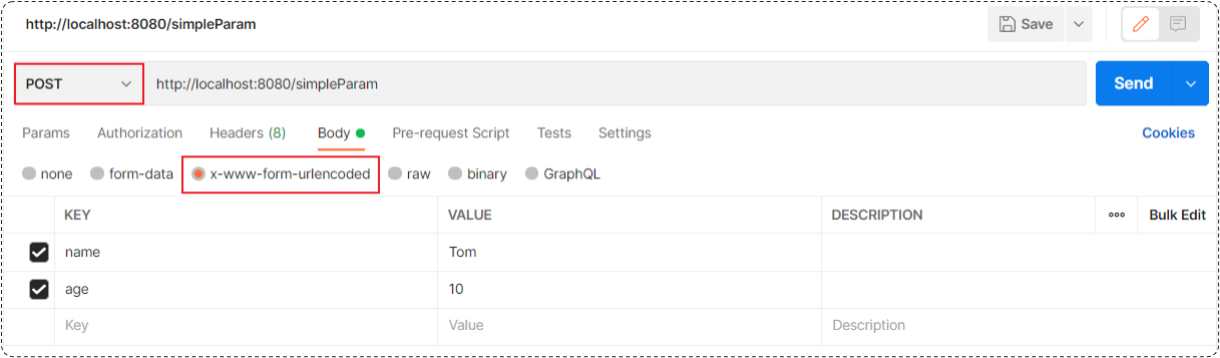 http://localhost:8080/simpleParam Save
POST http://localhost:8080/simpleParam Send
Params Authorization Headers (8) Body Pre-request Script Tests Settings Cookies
none form-data x-www-form-urlencoded raw binary GraphQL
KEY VALUE DESCRIPTION ooo Bulk Edit
name Tom
age 10
Key Value Description